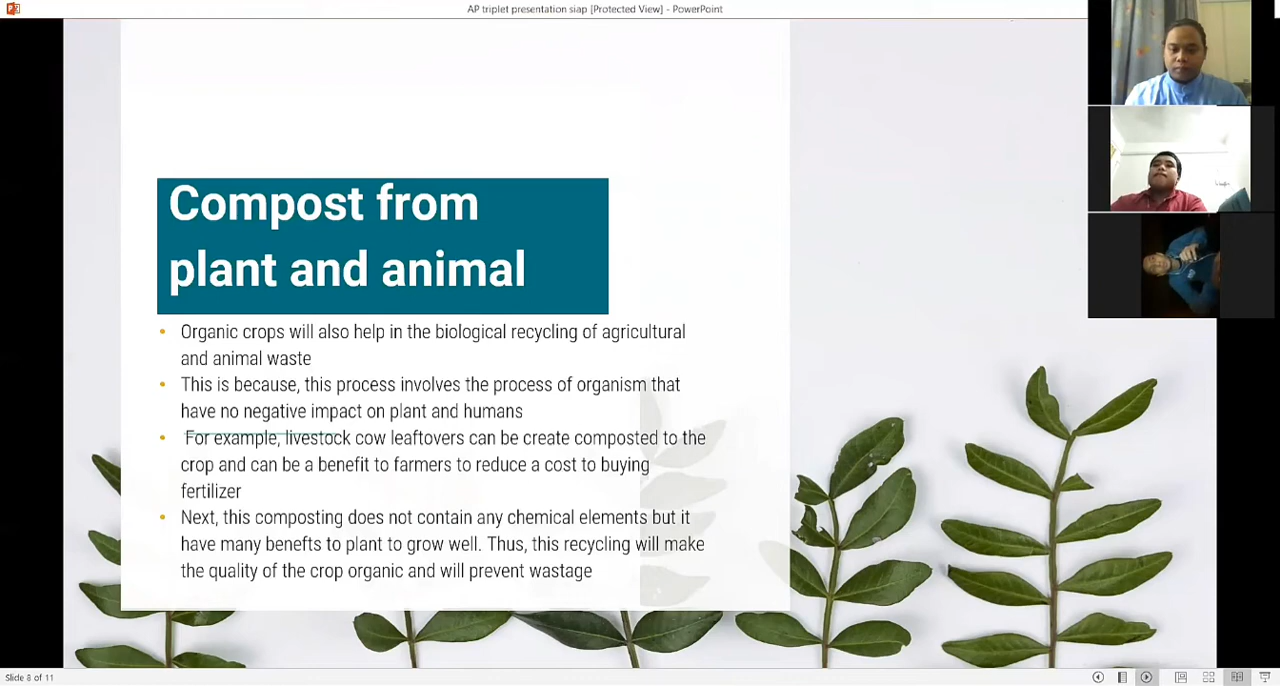 AP triplet presentation siap [Protected View] - PowerPoint
Compost from
plant and animal
• Organic crops will also help in the biological recycling of agricultural
and animal waste
• This is because, this process involves the process of organism that
have no negative impact on plant and humans
• For example, livestock cow leaftovers can be create composted to the
crop and can be a benefit to farmers to reduce a cost to buying
fertilizer
• Next, this composting does not contain any chemical elements but it
have many benefts to plant to grow well. Thus, this recycling will make
the quality of the crop organic and will prevent wastage
Slide 8 of 11